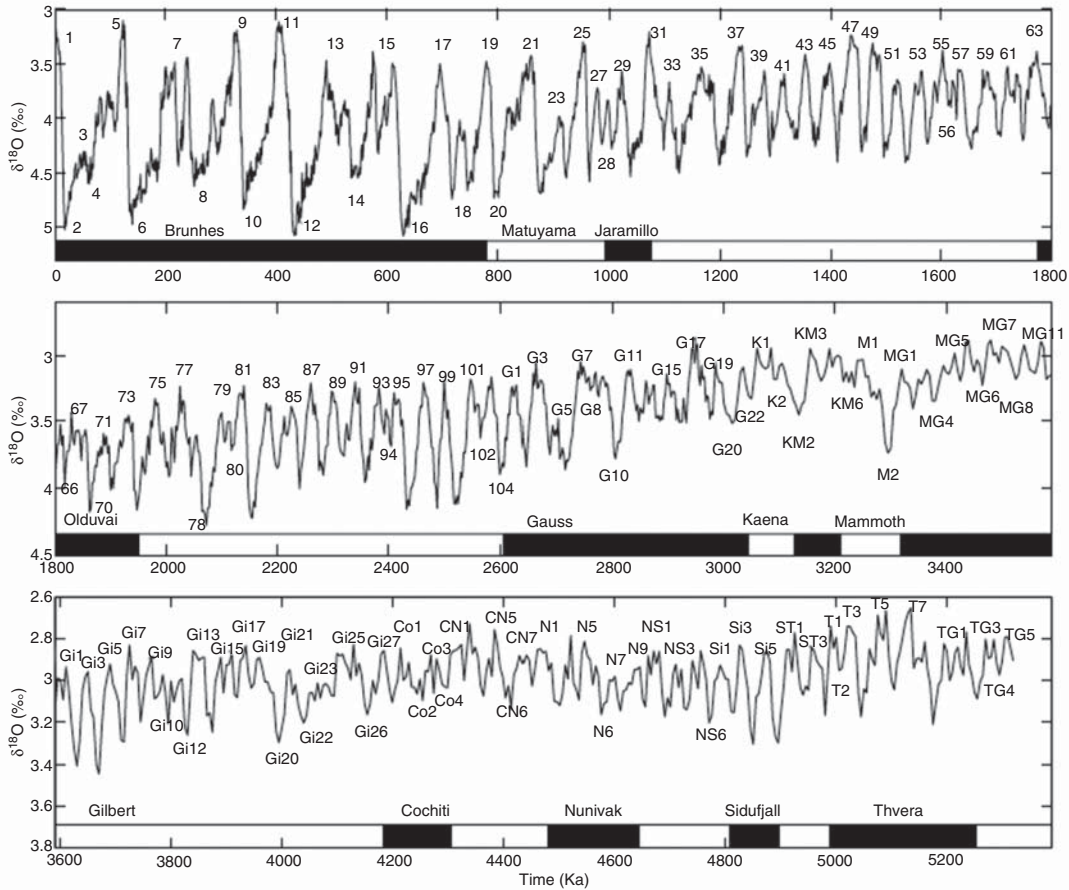 3
3.5
4
4.5
5
δ18O (‰)
1 5 7 9 11 13 15 17 19 21 23 25 27 29 31 33 35 37 39 41 43 45 47 49 51 53 55 57 59 61 63
3
2 4 6 8 10 12 14 16 18 20 28 56
Brunhes Matuyama Jaramillo
0 200 400 600 800 1000 1200 1400 1600 1800
3
3.5
4
4.5
δ18O (‰)
67 71 73 75 77 79 81 83 85 87 89 91 93 95 97 99 101 G1 G3 G5 G7 G11 G15 G17 G19 K1 KM3 M1 MG1 MG5 MG7 MG11
66 70 78 80 94 102 104 G8 G10 G20 G22 K2 KM2 KM6 M2 MG4 MG6 MG8
Olduvai Gauss Kaena Mammoth
1800 2000 2200 2400 2600 2800 3000 3200 3400
2.6
2.8
3.0
3.2
3.4
3.6
3.8
δ18O (‰)
Gi1 Gi3 Gi5 Gi7 Gi9 Gi13 Gi15 Gi17 Gi19 Gi21 Gi23 Gi25 Gi27 Co1 Co3 CN1 CN5 CN7 N1 N5 N7 N9 NS1 NS3 Si1 Si3 Si5 ST1 ST3 T1 T3 T5 T7 TG1 TG3 TG5
Gi10 Gi12 Gi20 Gi22 Gi26 Co2 Co4 CN6 N6 NS6 T2 TG4
Gilbert Cochiti Nunivak Sidufjall Thvera
3600 3800 4000 4200 4400 4600 4800 5000 5200
Time (Ka)